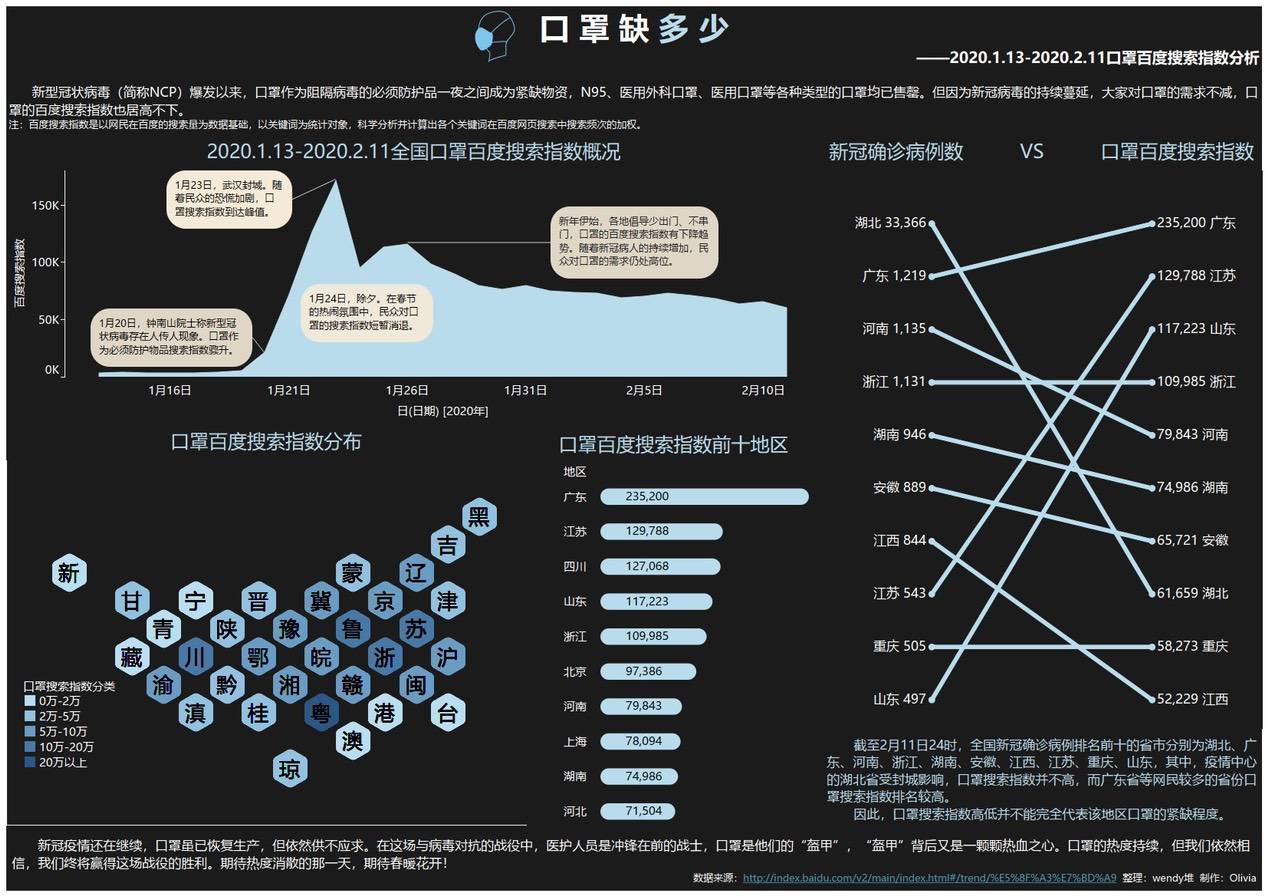 口罩缺多少
——2020.1.13-2020.2.11口罩百度搜索指数分析
新型冠状病毒（简称NCP）爆发以来，口罩作为阻隔病毒的必须防护品一夜之间成为紧缺物资，N95、医用外科口罩、医用口罩等各种类型的口罩均已售罄。但因为新冠病毒的持续蔓延，大家对口罩的需求不减，口
罩的百度搜索指数也居高不下。
注：百度搜索指数是以网民在百度的搜索量为数据基础，以关键词为统计对象，科学分析并计算出各个关键词在百度网页搜索中搜索频次的加权。
2020.1.13-2020.2.11全国口罩百度搜索指数概况
百度搜索指数
150K
100K
50K
0K
1月23日，武汉封城。随
着民众的恐慌加剧，口
罩搜索指数到达峰值。
新年伊始，各地倡导少出门、不串
门，口罩的百度搜索指数有下降趋
势。随着新冠病人的持续增加，民
众对口罩的需求仍处高位。
1月24日，除夕。在春节
的热闹氛围中，民众对口
罩的搜索指数短暂消退。
1月20日，钟南山院士称新型冠
状病毒存在人传人现象。口罩作
为必须防护物品搜索指数骤升。
1月16日 1月21日 1月26日 1月31日 2月5日 2月10日
日(日期) [2020年]
新冠确诊病例数 VS 口罩百度搜索指数
湖北 33,366 235,200 广东
广东 1,219 129,788 江苏
河南 1,135 117,223 山东
浙江 1,131 109,985 浙江
湖南 946 79,843 河南
安徽 889 74,986 湖南
江西 844 65,721 安徽
江苏 543 61,659 湖北
重庆 505 58,273 重庆
山东 497 52,229 江西
口罩百度搜索指数分布
黑
吉
新 蒙 辽
甘 宁 晋 冀 京 津
青 陕 豫 鲁 苏
藏 川 鄂 皖 浙 沪
渝 黔 湘 赣 闽
滇 桂 粤 港 台
澳
琼
口罩搜索指数分类
0万-2万
2万-5万
5万-10万
10万-20万
20万以上
口罩百度搜索指数前十地区
地区
广东 235,200
江苏 129,788
四川 127,068
山东 117,223
浙江 109,985
北京 97,386
河南 79,843
上海 78,094
湖南 74,986
河北 71,504
截至2月11日24时，全国新冠确诊病例排名前十的省市分别为湖北、广
东、河南、浙江、湖南、安徽、江西、江苏、重庆、山东，其中，疫情中心
的湖北省受封城影响，口罩搜索指数并不高，而广东省等网民较多的省份口
罩搜索指数排名较高。
因此，口罩搜索指数高低并不能完全代表该地区口罩的紧缺程度。
新冠疫情还在继续，口罩虽已恢复生产，但依然供不应求。在这场与病毒对抗的战役中，医护人员是冲锋在前的战士，口罩是他们的“盔甲”，“盔甲”背后又是一颗颗热血之心。口罩的热度持续，但我们依然相
信，我们终将赢得这场战役的胜利。期待热度消散的那一天，期待春暖花开！
数据来源：http://index.baidu.com/v2/main/index.html#/trend/%E5%8F%A3%E7%BD%A9 整理：wendy堆 制作：Olivia